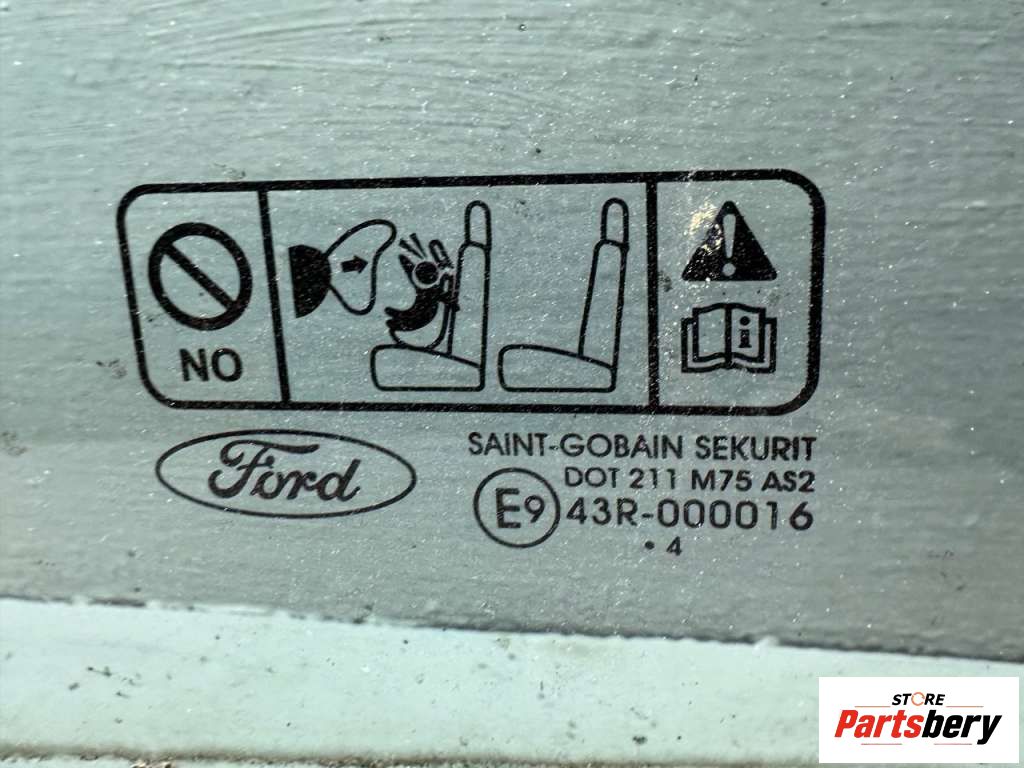 NO
i
Ford
SAINT-GOBAIN SEKURIT
DOT 211 M75 AS2
E9 43R-000016
• 4
STORE
Partsbery